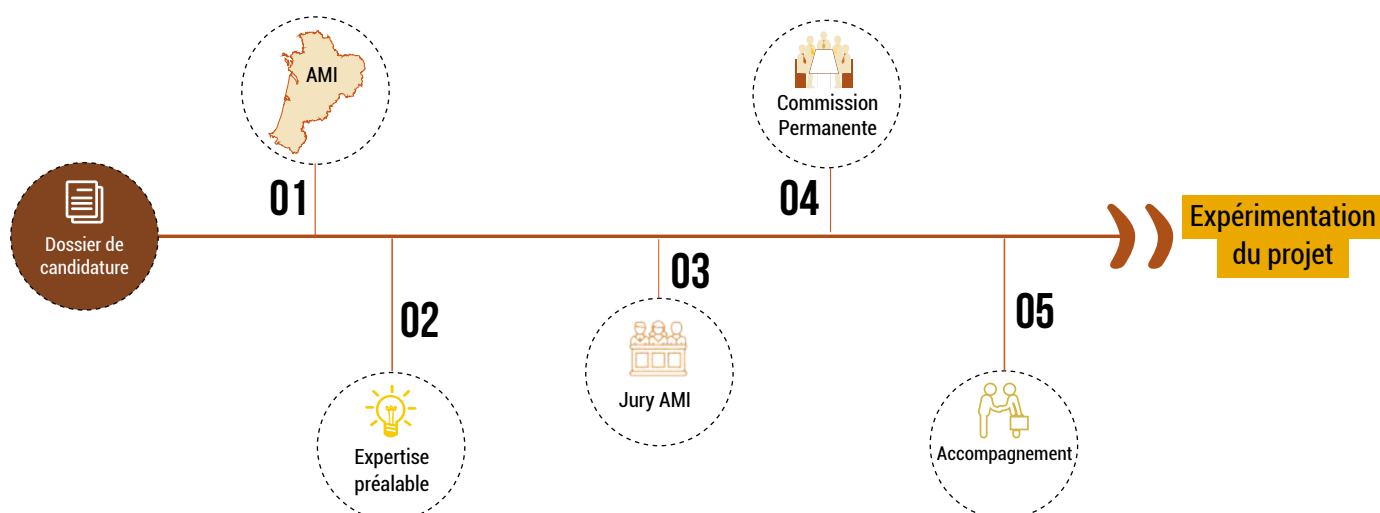 Dossier de
candidature
01
AMI
02
Expertise
préalable
03
Jury AMI
04
Commission
Permanente
05
Accompagnement
Expérimentation
du projet